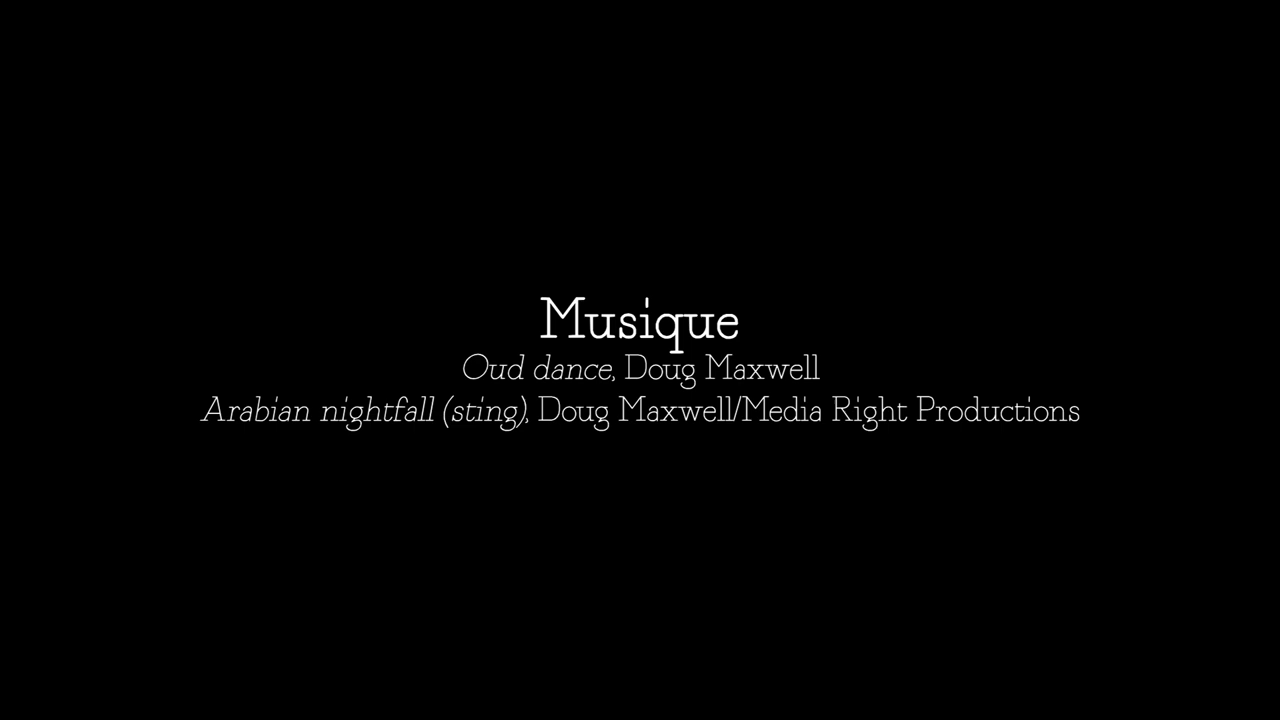 Musique
Oud dance, Doug Maxwell
Arabian nightfall (sting), Doug Maxwell/Media Right Productions